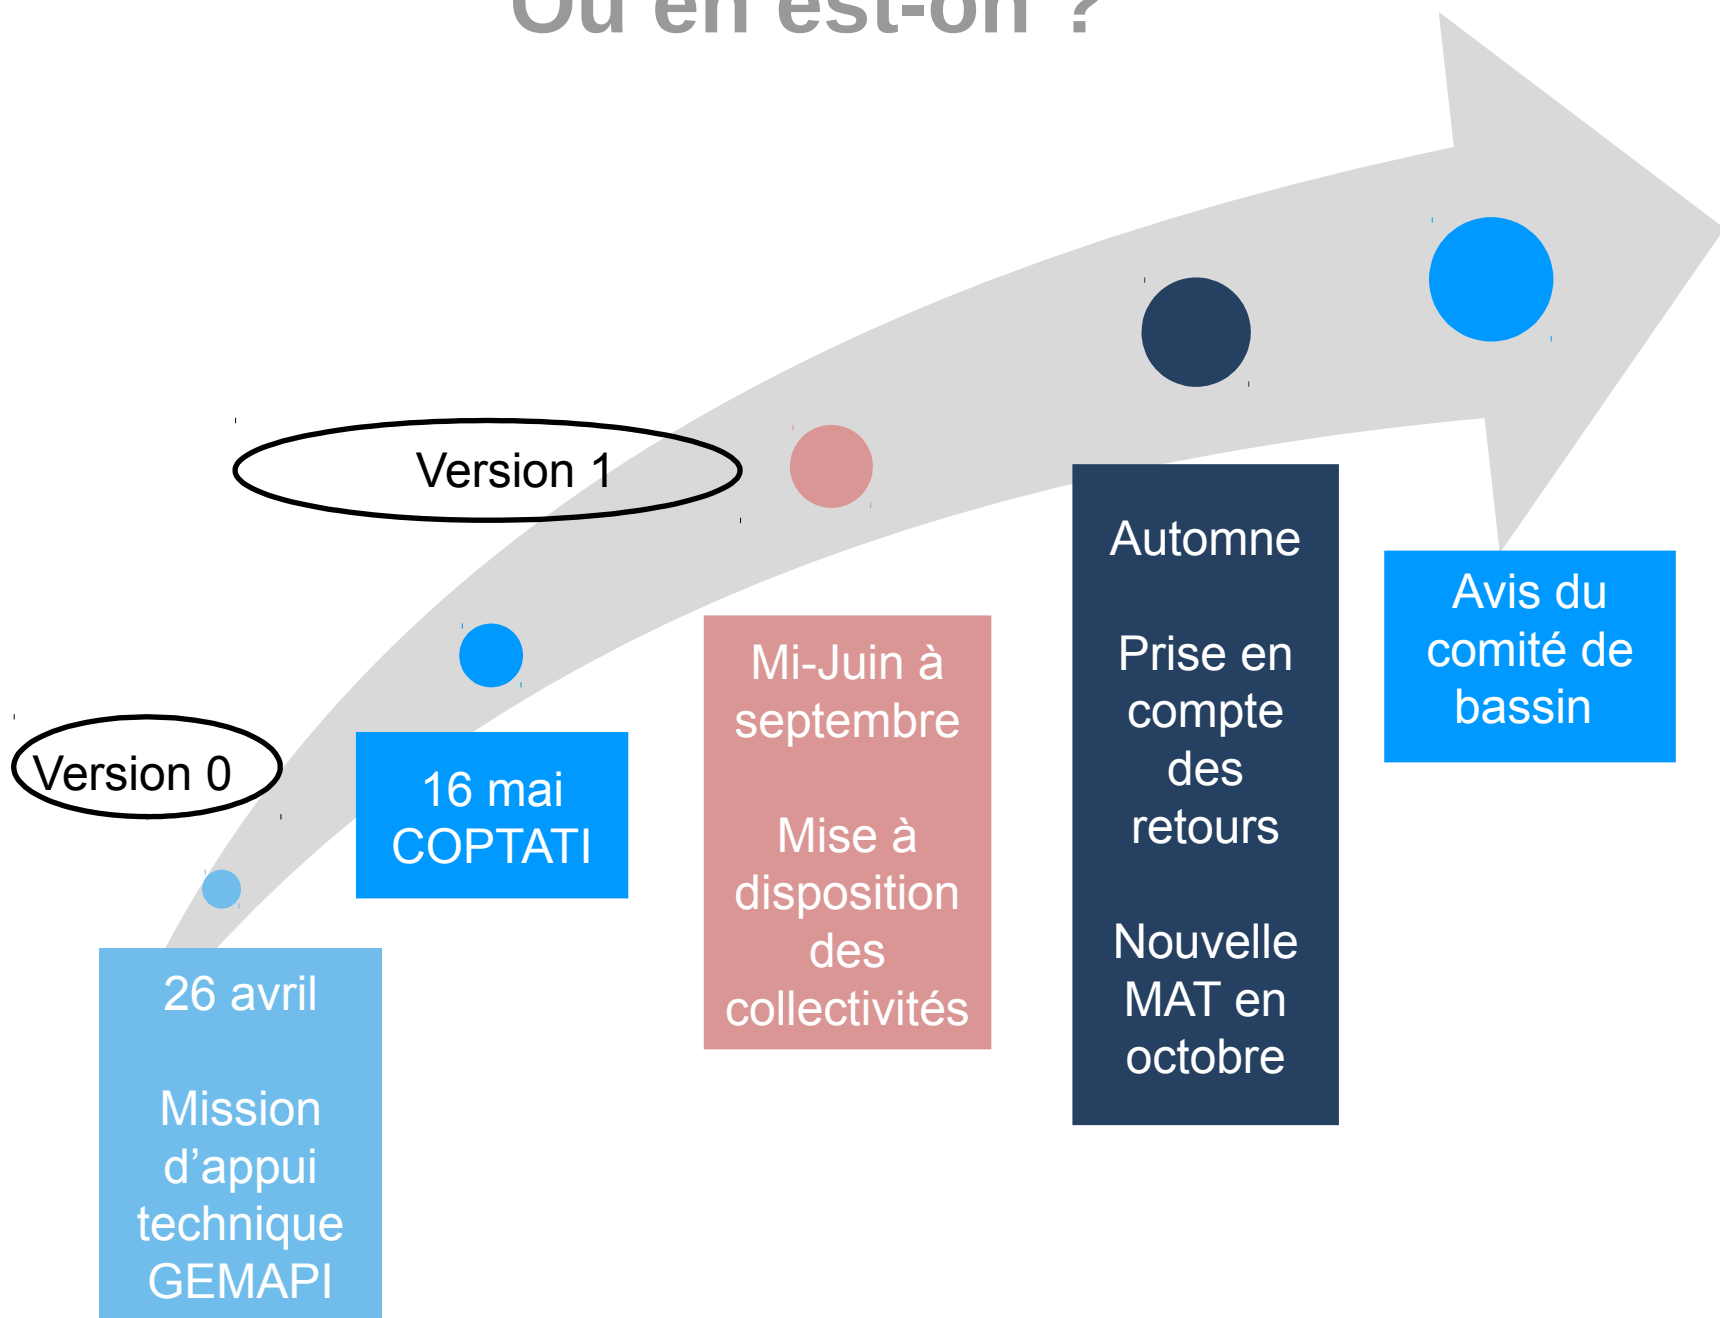 Où en est-on ?
Version 1
Version 0
26 avril
Mission
d’appui
technique
GEMAPI
16 mai
COPTATI
Mi-Juin à
septembre
Mise à
disposition
des
collectivités
Automne
Prise en
compte
des
retours
Nouvelle
MAT en
octobre
Avis du
comité de
bassin